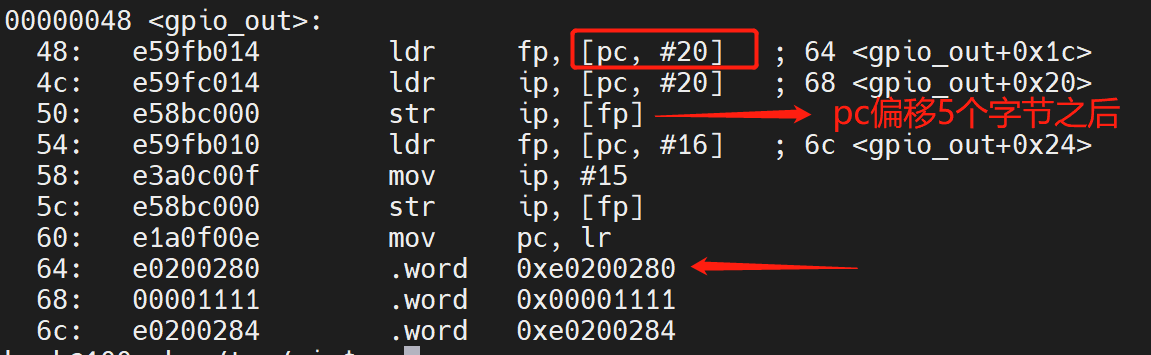 00000048 <gpio_out>:
48: e59fb014 ldr fp, [pc, #20] ; 64 <gpio_out+0x1c>
4c: e59fc014 ldr ip, [pc, #20] ; 68 <gpio_out+0x20>
50: e58bc000 str ip, [fp] pc偏移5个字节之后
54: e59fb010 ldr fp, [pc, #16] ; 6c <gpio_out+0x24>
58: e3a0c00f mov ip, #15
5c: e58bc000 str ip, [fp]
60: e1a0f00e mov pc, lr
64: e0200280 .word 0xe0200280
68: 00001111 .word 0x00001111
6c: e0200284 .word 0xe0200284